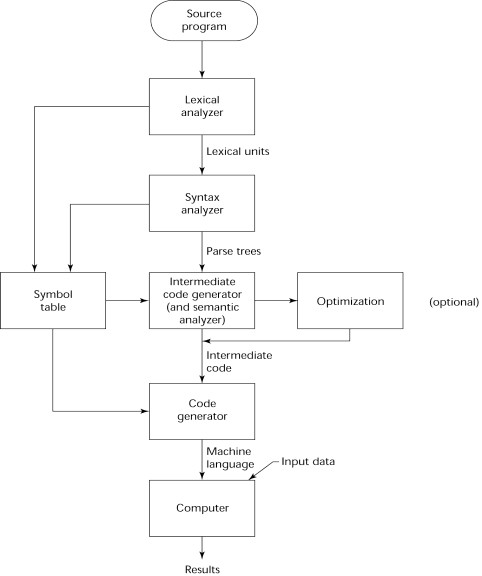 Source
program
Lexical
analyzer
Lexical units
Syntax
analyzer
Parse trees
Symbol
table
Intermediate
code generator
(and semantic
analyzer)
Optimization
(optional)
Intermediate
code
Code
generator
Machine
language
Input data
Computer
Results